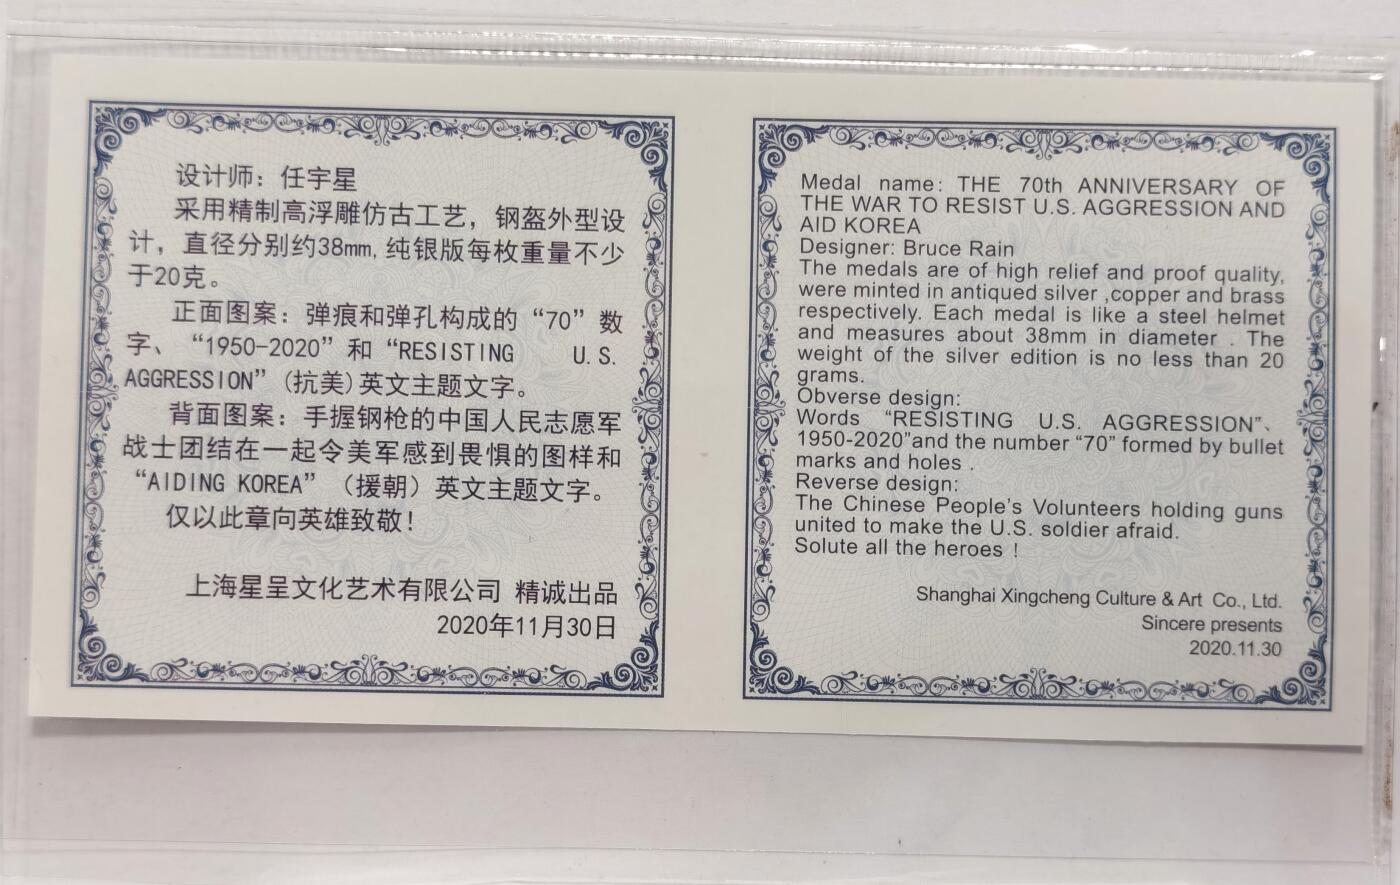 设计师：任宇星
采用精制高浮雕仿古工艺，钢盔外型设
计，直径分别约38mm,纯银版每枚重量不少
于20克。
正面图案：弹痕和弹孔构成的“70”数
字、“1950-2020”和“RESISTING U.S.
AGGRESSION”(抗美)英文主题文字。
背面图案：手握钢枪的中国人民志愿军
战士团结在一起令美军感到畏惧的图样和
“AIDING KOREA”（援朝）英文主题文字。
仅以此章向英雄致敬！
上海星呈文化艺术有限公司 精诚出品
2020年11月30日
Medal name: THE 70th ANNIVERSARY OF
THE WAR TO RESIST U.S. AGGRESSION AND
AID KOREA
Designer: Bruce Rain
The medals are of high relief and proof quality,
were minted in antiqued silver ,copper and brass
respectively. Each medal is like a steel helmet
and measures about 38mm in diameter . The
weight of the silver edition is no less than 20
grams.
Obverse design:
Words “RESISTING U.S. AGGRESSION”、
1950-2020”and the number “70” formed by bullet
marks and holes .
Reverse design:
The Chinese People’s Volunteers holding guns
united to make the U.S. soldier afraid.
Solute all the heroes！
Shanghai Xingcheng Culture & Art Co., Ltd.
Sincere presents
2020.11.30